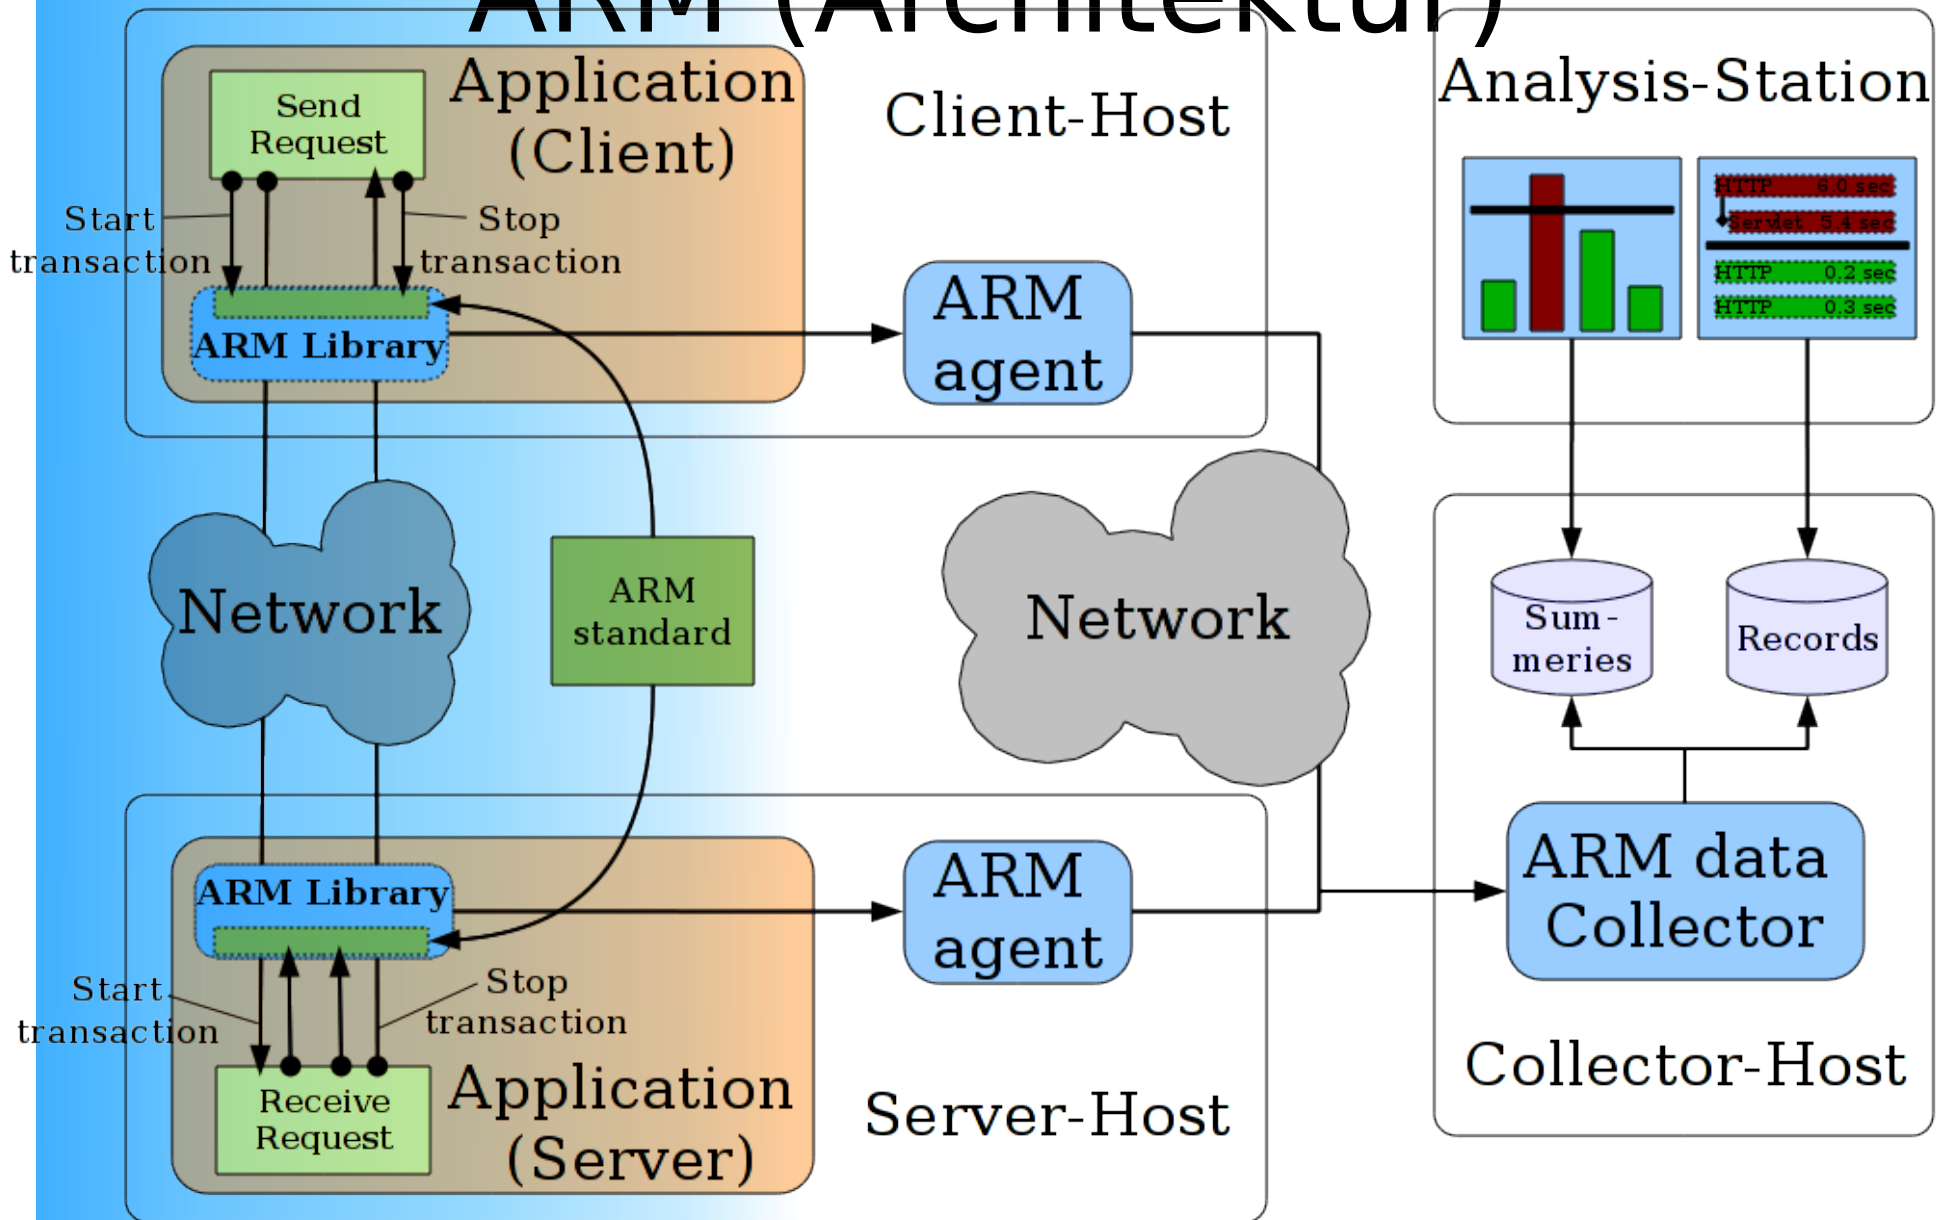 ARM (Architektur)
Application
(Client)
Send
Request
Start
transaction
Stop
transaction
ARM Library
Client-Host
ARM
agent
Analysis-Station
HTTP 6.0 sec
Servlet 5.4 sec
HTTP 0.2 sec
HTTP 0.3 sec
Network
ARM
standard
Network
Sum-
meries
Records
ARM Library
Start
transaction
Stop
transaction
Receive
Request
Application
(Server)
ARM
agent
Server-Host
ARM data
Collector
Collector-Host